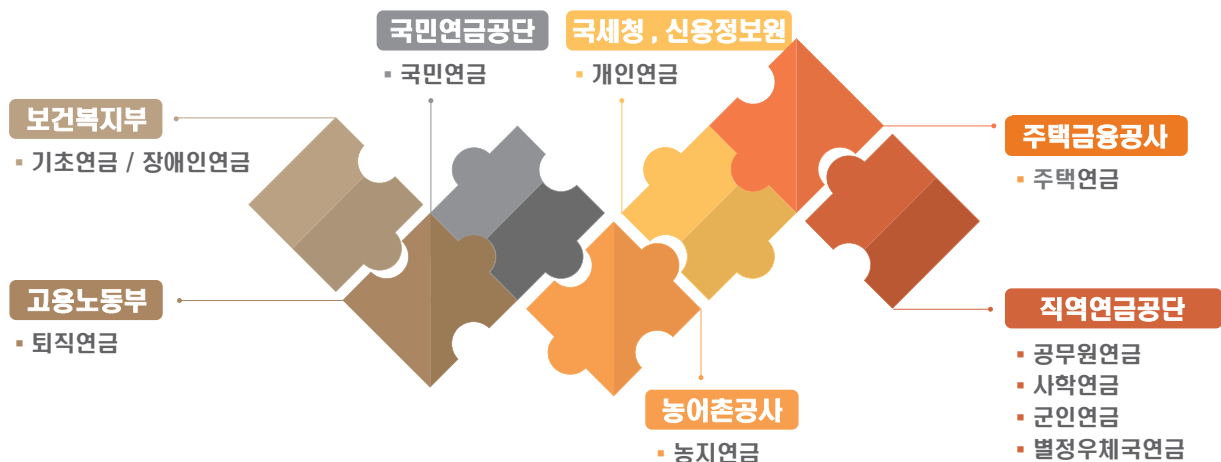 국민연금공단
▪ 국민연금
국세청 , 신용정보원
▪ 개인연금
보건복지부
▪ 기초연금 / 장애인연금
주택금융공사
▪ 주택연금
고용노동부
▪ 퇴직연금
직역연금공단
▪ 공무원연금
▪ 사학연금
▪ 군인연금
▪ 별정우체국연금
농어촌공사
▪ 농지연금